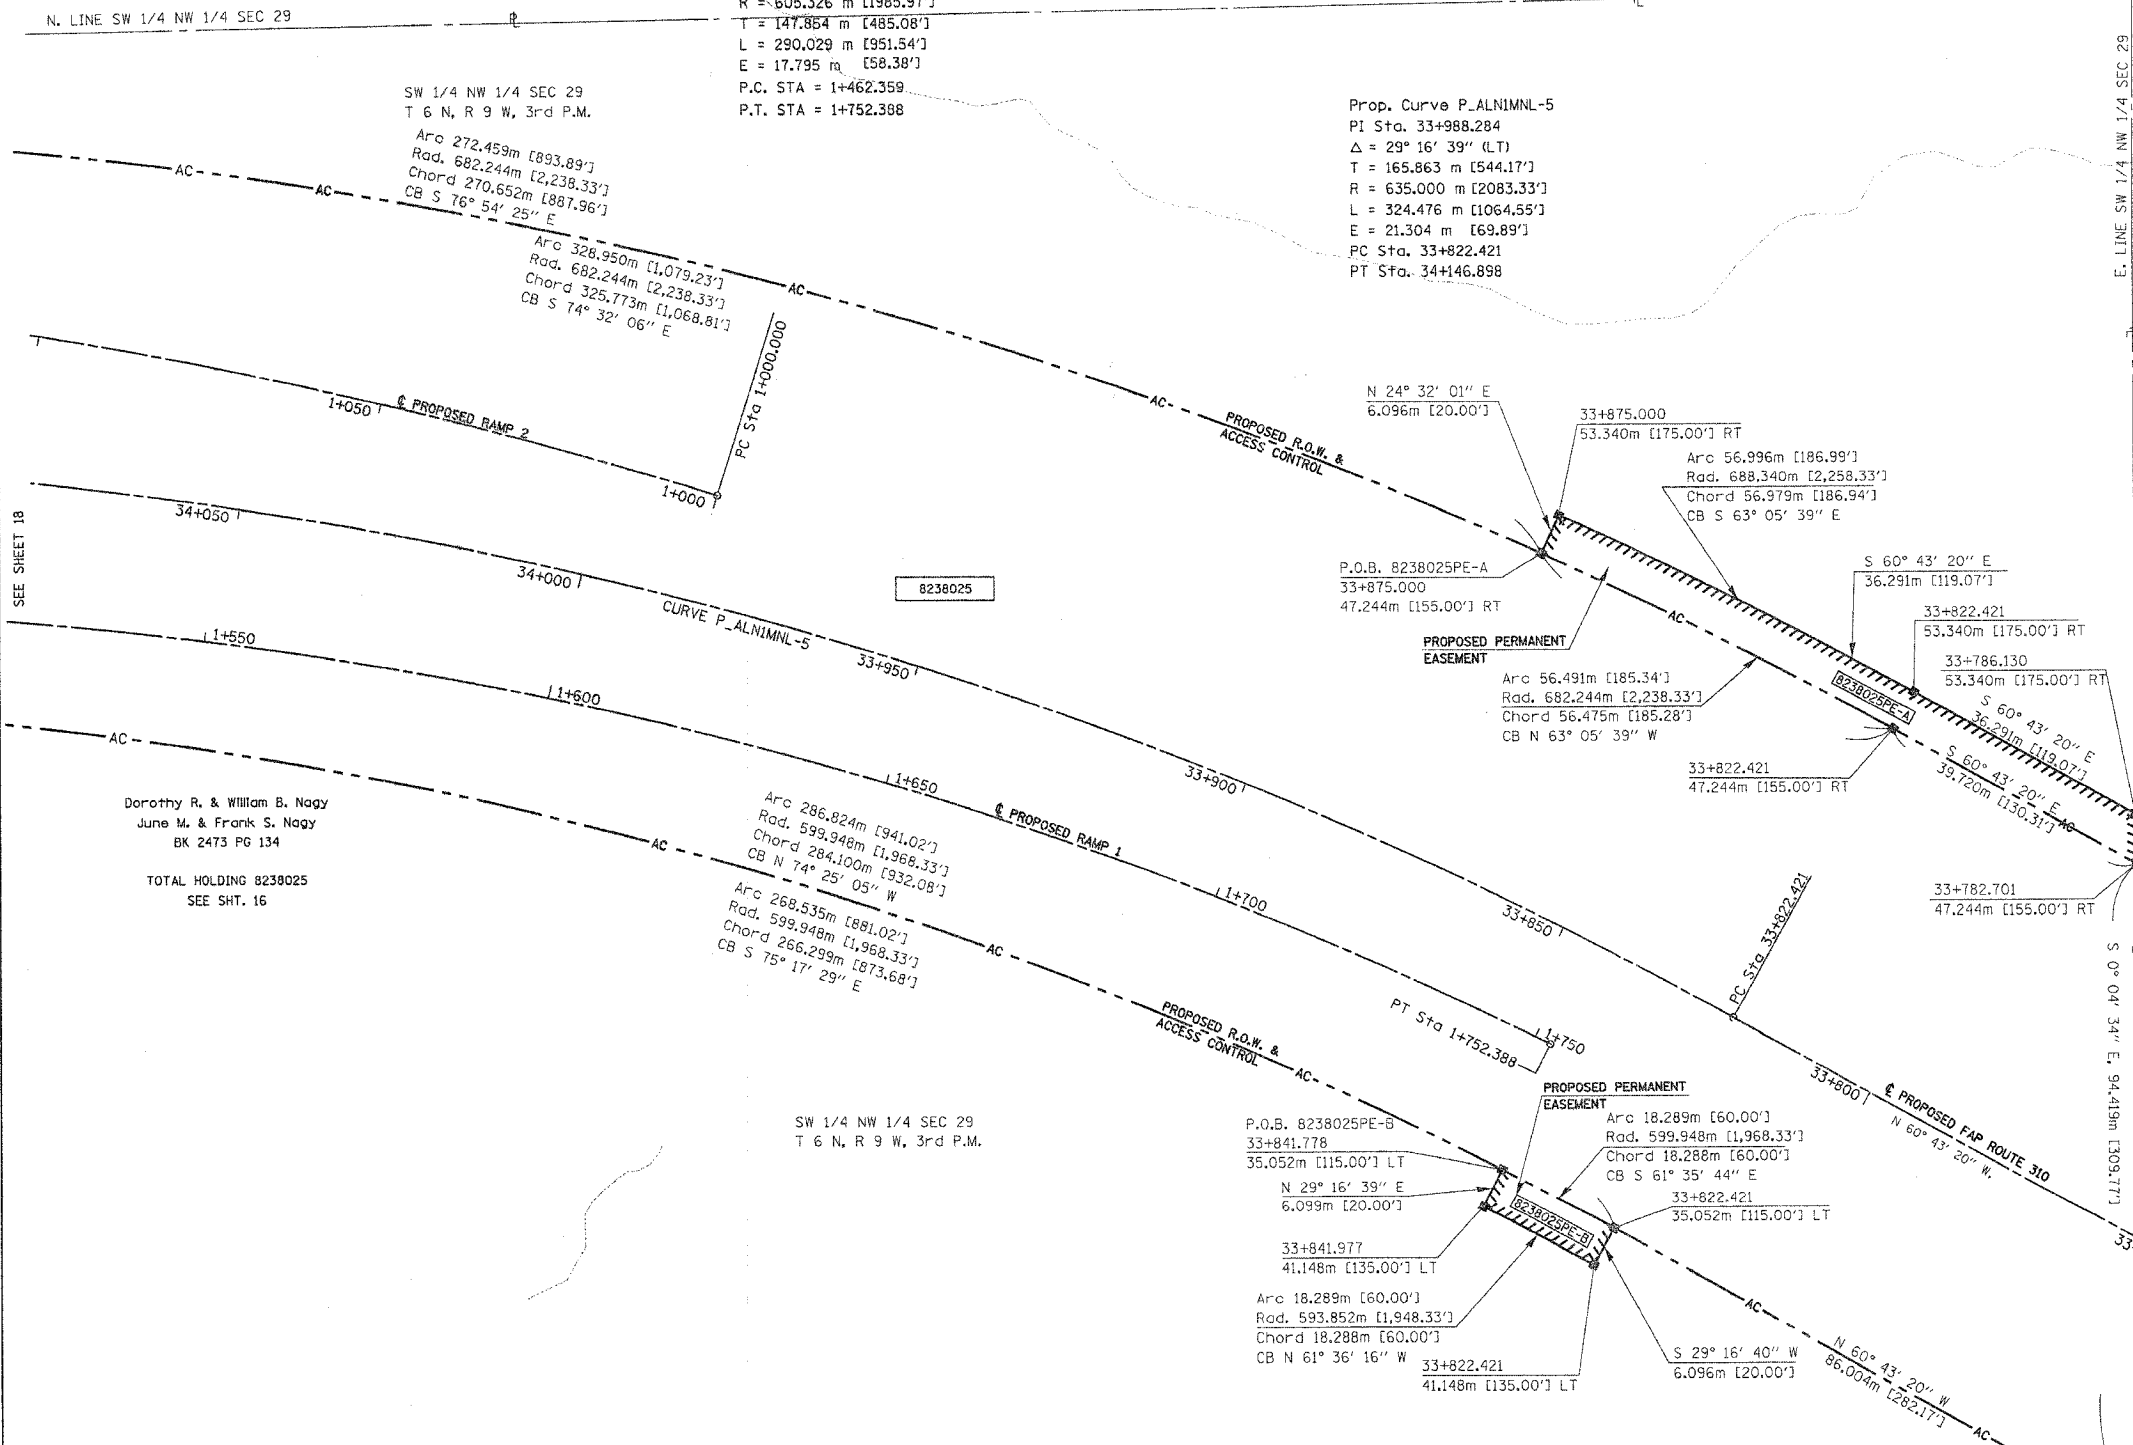 N. LINE SW 1/4 NW 1/4 SEC 29
R = 605.326 m [1985.97']
T = 147.854 m [485.08']
L = 290.029 m [951.54']
E = 17.795 m [58.38']
P.C. STA = 1+462.359
P.T. STA = 1+752.388
SW 1/4 NW 1/4 SEC 29
T 6 N, R 9 W, 3rd P.M.
Arc 272.459m [893.89']
Rad. 682.244m [2,238.33']
Chord 270.652m [887.96']
CB S 76° 54' 25" E
Arc 328.950m [1,079.23']
Rad. 682.244m [2,238.33']
Chord 325.773m [1,068.81']
CB S 74° 32' 06" E
Prop. Curve P_ALN1MNL-5
PI Sta. 33+988.284
Δ = 29° 16' 39" (LT)
T = 165.863 m [544.17']
R = 635.000 m [2083.33']
L = 324.476 m [1064.55']
E = 21.304 m [69.89']
PC Sta. 33+822.421
PT Sta. 34+146.898
E. LINE SW 1/4 NW 1/4 SEC 29
AC
AC
AC
AC
PC Sta 1+000.000
1+050
℄ PROPOSED RAMP 2
1+000
PROPOSED R.O.W. &
ACCESS CONTROL
N 24° 32' 01" E
6.096m [20.00']
33+875.000
53.340m [175.00'] RT
Arc 56.996m [186.99']
Rad. 688.340m [2,258.33']
Chord 56.979m [186.94']
CB S 63° 05' 39" E
SEE SHEET 18
34+050
34+000
8238025
CURVE P_ALN1MNL-5
33+950
P.O.B. 8238025PE-A
33+875.000
47.244m [155.00'] RT
PROPOSED PERMANENT
EASEMENT
AC
S 60° 43' 20" E
36.291m [119.07']
33+822.421
53.340m [175.00'] RT
33+786.130
53.340m [175.00'] RT
Arc 56.491m [185.34']
Rad. 682.244m [2,238.33']
Chord 56.475m [185.28']
CB N 63° 05' 39" W
8238025PE-A
S 60° 43' 20" E
36.291m [119.07']
S 60° 43' 20" E
39.720m [130.31']
AC
33+822.421
47.244m [155.00'] RT
33+782.701
47.244m [155.00'] RT
1+550
1+600
1+650
33+900
℄ PROPOSED RAMP 1
1+700
33+850
AC
Dorothy R. & William B. Nagy
June M. & Frank S. Nagy
BK 2473 PG 134
TOTAL HOLDING 8238025
SEE SHT. 16
AC
Arc 286.824m [941.02']
Rad. 599.948m [1,968.33']
Chord 284.100m [932.08']
CB N 74° 25' 05" W
Arc 268.535m [881.02']
Rad. 599.948m [1,968.33']
Chord 266.299m [873.68']
CB S 75° 17' 29" E
AC
PC Sta 33+822.421
S 0° 04' 34" E, 94.419m [309.77']
PROPOSED R.O.W. &
ACCESS CONTROL
AC
PT Sta 1+752.388
1+750
33+800
℄ PROPOSED FAP ROUTE 310
N 60° 43' 20" W.
33
SW 1/4 NW 1/4 SEC 29
T 6 N, R 9 W, 3rd P.M.
PROPOSED PERMANENT
EASEMENT
P.O.B. 8238025PE-B
33+841.778
35.052m [115.00'] LT
Arc 18.289m [60.00']
Rad. 599.948m [1,968.33']
Chord 18.288m [60.00']
CB S 61° 35' 44" E
N 29° 16' 39" E
6.099m [20.00']
8238025PE-B
33+822.421
35.052m [115.00'] LT
33+841.977
41.148m [135.00'] LT
Arc 18.289m [60.00']
Rad. 593.852m [1,948.33']
Chord 18.288m [60.00']
CB N 61° 36' 16" W
33+822.421
41.148m [135.00'] LT
S 29° 16' 40" W
6.096m [20.00']
AC
N 60° 43' 20" W
86.004m [282.17']
AC